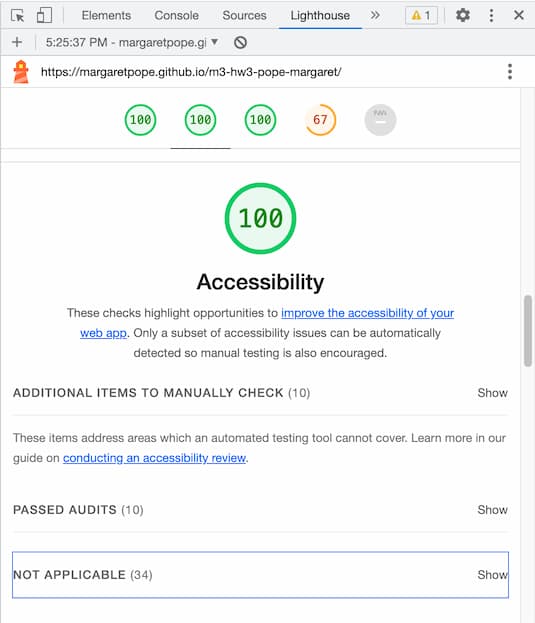 Elements Console Sources Lighthouse » 1
5:25:37 PM - margaretpope.gi
https://margaretpope.github.io/m3-hw3-pope-margaret/
100 100 100 67 PWA
100
Accessibility
These checks highlight opportunities to improve the accessibility of your
web app. Only a subset of accessibility issues can be automatically
detected so manual testing is also encouraged.
ADDITIONAL ITEMS TO MANUALLY CHECK (10) Show
These items address areas which an automated testing tool cannot cover. Learn more in our
guide on conducting an accessibility review.
PASSED AUDITS (10) Show
NOT APPLICABLE (34) Show